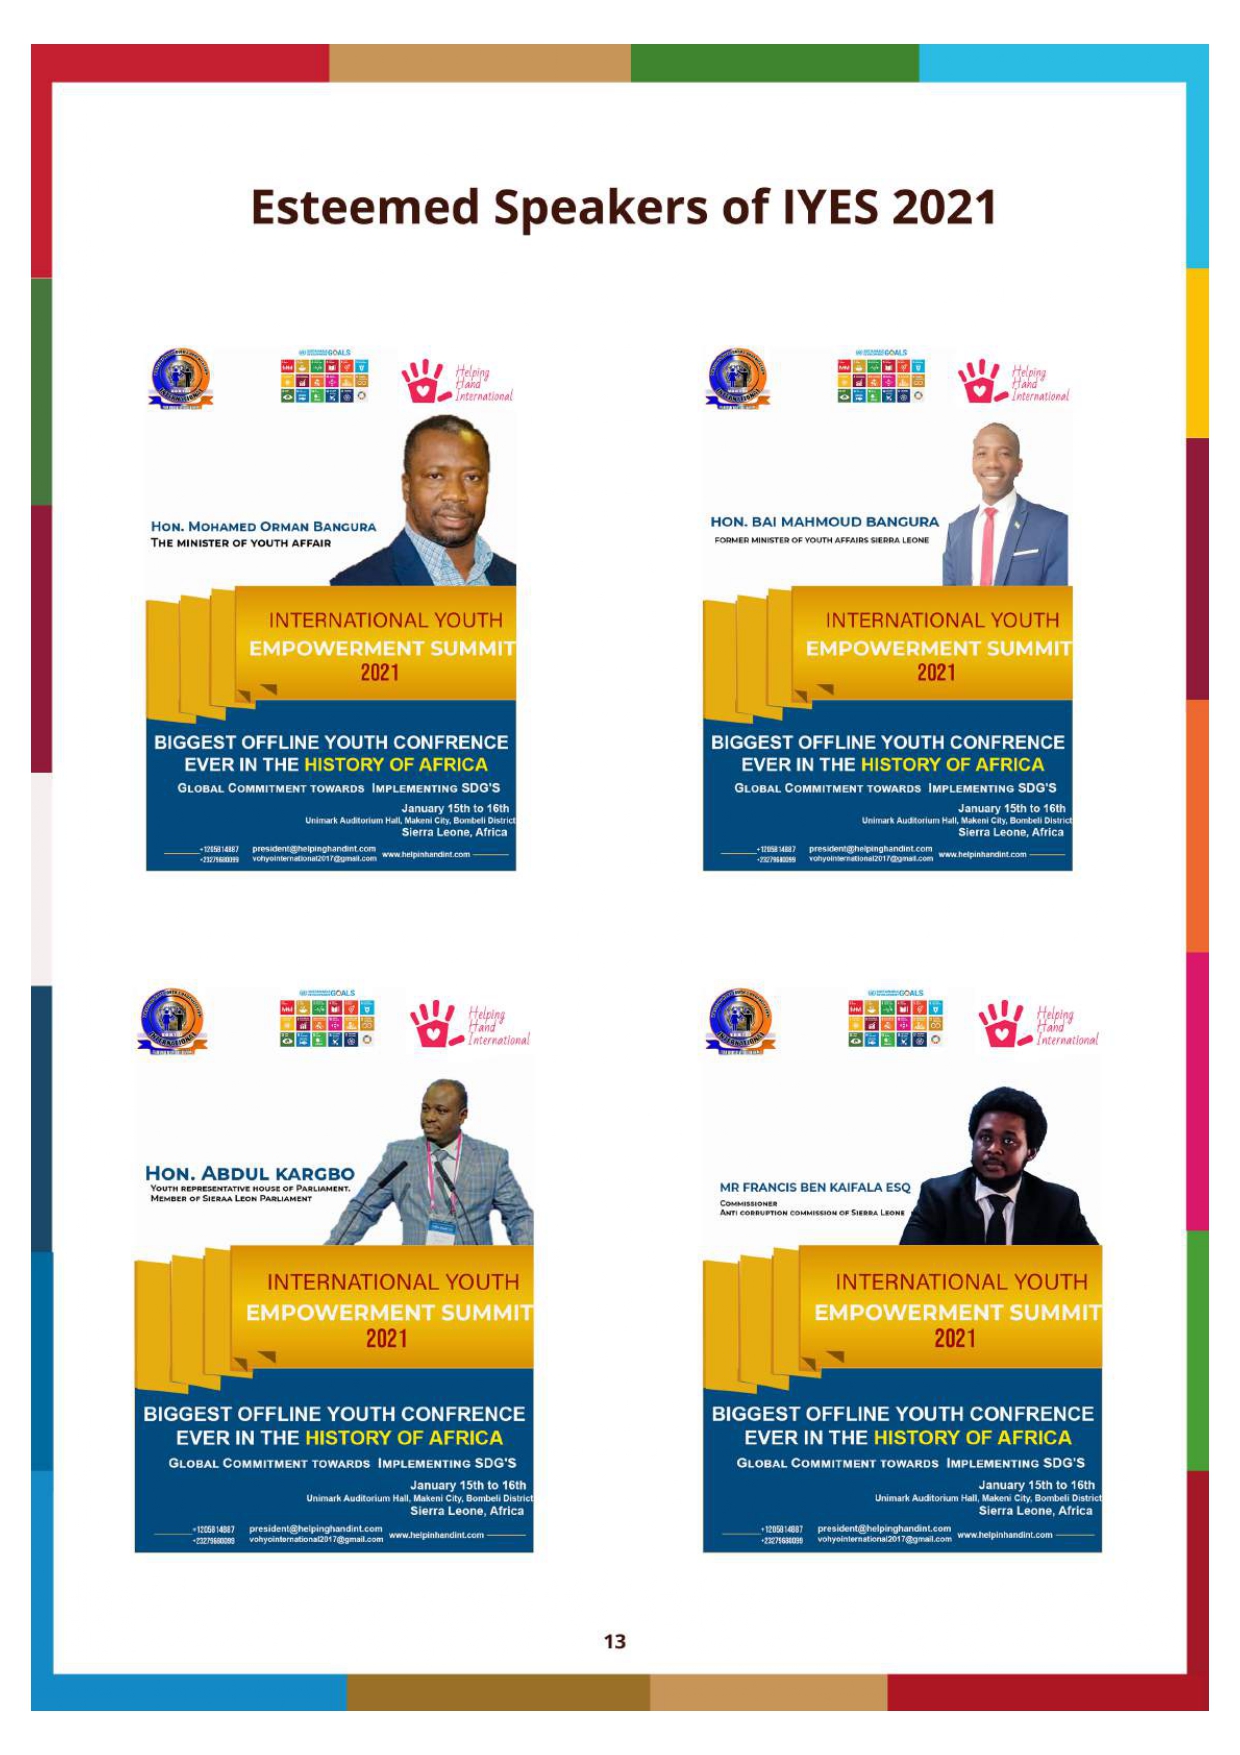 Esteemed Speakers of IYES 2021
GOALS
Helping
Hand
International
HON. MOHAMED ORMAN BANGURA
THE MINISTER OF YOUTH AFFAIR
INTERNATIONAL YOUTH
EMPOWERMENT SUMMIT
2021
BIGGEST OFFLINE YOUTH CONFRENCE
EVER IN THE HISTORY OF AFRICA
GLOBAL COMMITMENT TOWARDS IMPLEMENTING SDG'S
January 15th to 16th
Unimark Auditorium Hall, Makeni City, Bombeli District
Sierra Leone, Africa
+1205814887 president@helpinghandint.com
+23279680099 vohyointernational2017@gmail.com www.helpinhandint.com
GOALS
Helping
Hand
International
HON. BAI MAHMOUD BANGURA
FORMER MINISTER OF YOUTH AFFAIRS SIERRA LEONE
INTERNATIONAL YOUTH
EMPOWERMENT SUMMIT
2021
BIGGEST OFFLINE YOUTH CONFRENCE
EVER IN THE HISTORY OF AFRICA
GLOBAL COMMITMENT TOWARDS IMPLEMENTING SDG'S
January 15th to 16th
Unimark Auditorium Hall, Makeni City, Bombeli District
Sierra Leone, Africa
+1205814887 president@helpinghandint.com
+23279680099 vohyointernational2017@gmail.com www.helpinhandint.com
GOALS
Helping
Hand
International
HON. ABDUL KARGBO
YOUTH REPRESENTATIVE HOUSE OF PARLIAMENT.
MEMBER OF SIERAA LEON PARLIAMENT
INTERNATIONAL YOUTH
EMPOWERMENT SUMMIT
2021
BIGGEST OFFLINE YOUTH CONFRENCE
EVER IN THE HISTORY OF AFRICA
GLOBAL COMMITMENT TOWARDS IMPLEMENTING SDG'S
January 15th to 16th
Unimark Auditorium Hall, Makeni City, Bombeli District
Sierra Leone, Africa
+1205814887 president@helpinghandint.com
+23279680099 vohyointernational2017@gmail.com www.helpinhandint.com
GOALS
Helping
Hand
International
MR FRANCIS BEN KAIFALA ESQ
COMMISSIONER
ANTI CORRUPTION COMMISSION OF SIERRA LEONE
INTERNATIONAL YOUTH
EMPOWERMENT SUMMIT
2021
BIGGEST OFFLINE YOUTH CONFRENCE
EVER IN THE HISTORY OF AFRICA
GLOBAL COMMITMENT TOWARDS IMPLEMENTING SDG'S
January 15th to 16th
Unimark Auditorium Hall, Makeni City, Bombeli District
Sierra Leone, Africa
+1205814887 president@helpinghandint.com
+23279680099 vohyointernational2017@gmail.com www.helpinhandint.com
13